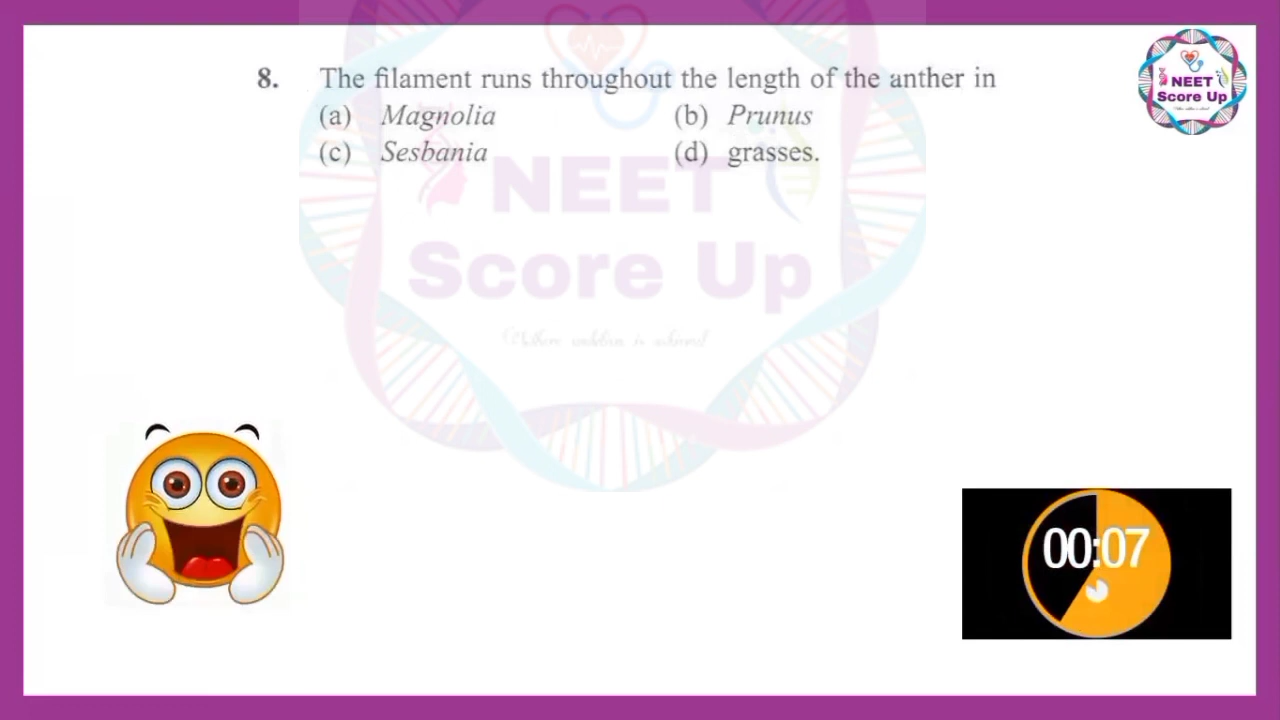 8. The filament runs throughout the length of the anther in
(a) Magnolia (b) Prunus
(c) Sesbania (d) grasses.
NEET
Score Up
NEET
Score Up
00:07